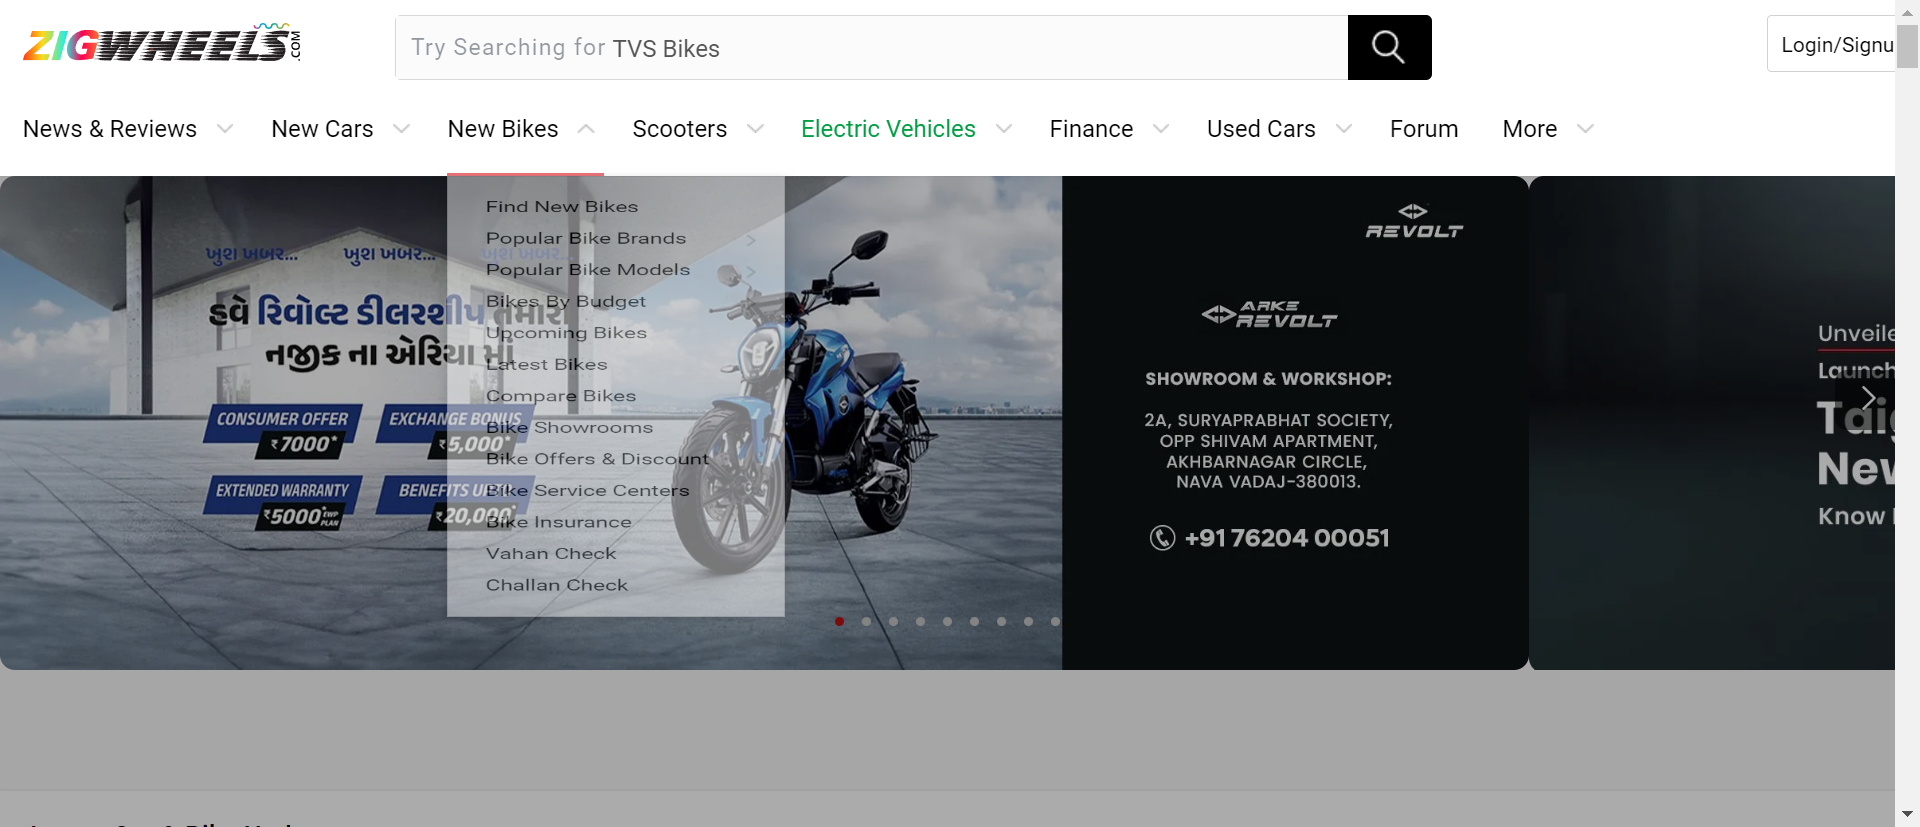 ZIGWHEELS.COM
Try Searching for TVS Bikes
Login/Signu
News & Reviews
New Cars
New Bikes
Scooters
Electric Vehicles
Finance
Used Cars
Forum
More
Find New Bikes
Popular Bike Brands
Popular Bike Models
Bikes By Budget
Upcoming Bikes
Latest Bikes
Compare Bikes
Bike Showrooms
Bike Offers & Discount
Bike Service Centers
Bike Insurance
Vahan Check
Challan Check
ખુશ ખબર... ખુશ ખબર... ખુશ ખબર...
હવે રિવોલ્ટ ડીલરશીપ તમારા
નજીક ના એરિયા માં
CONSUMER OFFER
₹7000*
EXCHANGE BONUS
₹5,000*
EXTENDED WARRANTY
₹5000* EWP PLAN
BENEFITS UPTO
₹20,000*
REVOLT
ARKE
REVOLT
SHOWROOM & WORKSHOP:
2A, SURYAPRABHAT SOCIETY,
OPP SHIVAM APARTMENT,
AKHBARNAGAR CIRCLE,
NAVA VADAJ-380013.
+91 76204 00051
Unveile
Launch
Taig
New
Know